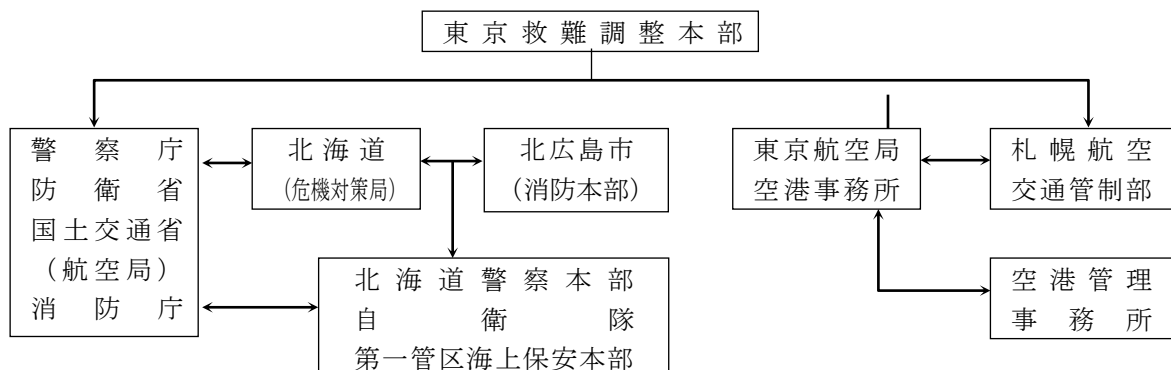 東京救難調整本部
警察庁
防衛省
国土交通省
(航空局)
消防庁
北海道
(危機対策局)
北広島市
(消防本部)
東京航空局
空港事務所
札幌航空
交通管制部
北海道警察本部
自衛隊
第一管区海上保安本部
空港管理
事務所